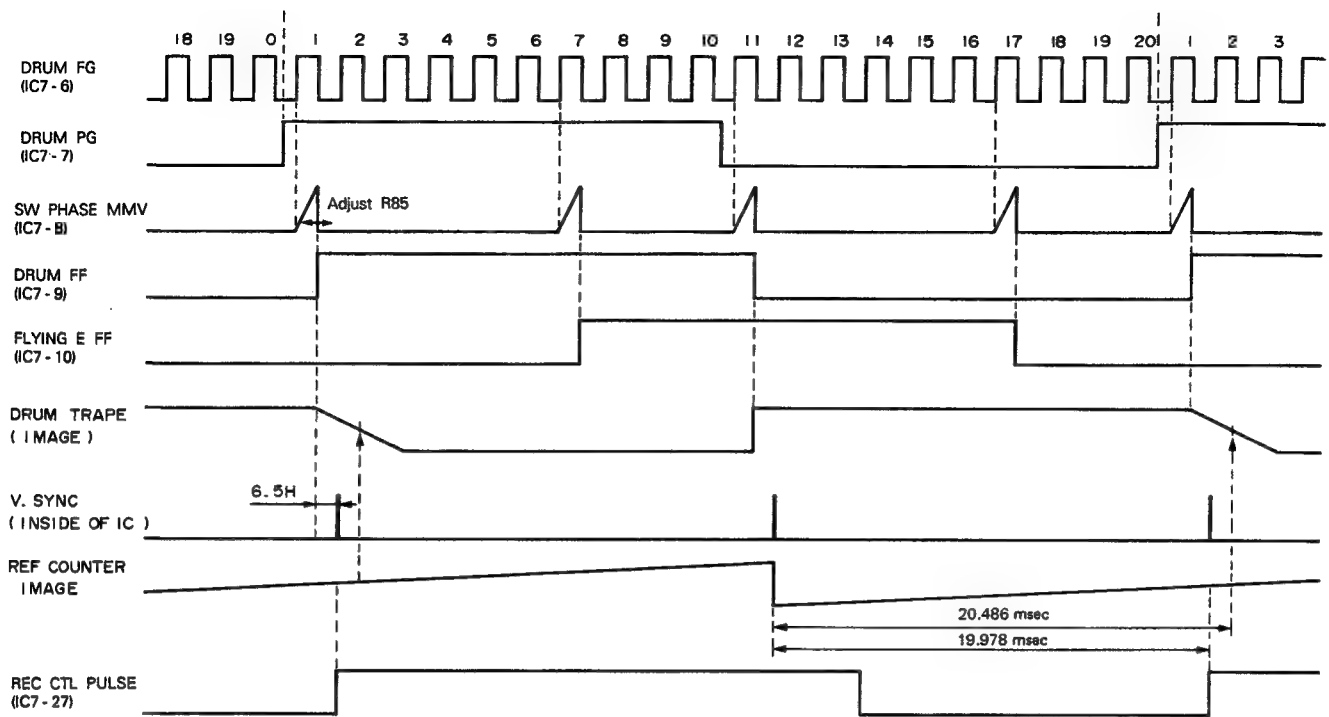 18 19 0 1 2 3 4 5 6 7 8 9 10 11 12 13 14 15 16 17 18 19 20 1 2 3
DRUM FG
(IC7-6)
DRUM PG
(IC7-7)
SW PHASE MMV
(IC7-8)
Adjust R85
DRUM FF
(IC7-9)
FLYING E FF
(IC7-10)
DRUM TRAPE
(IMAGE)
6.5H
V. SYNC
(INSIDE OF IC)
REF COUNTER
IMAGE
20.486 msec
19.978 msec
REC CTL PULSE
(IC7-27)